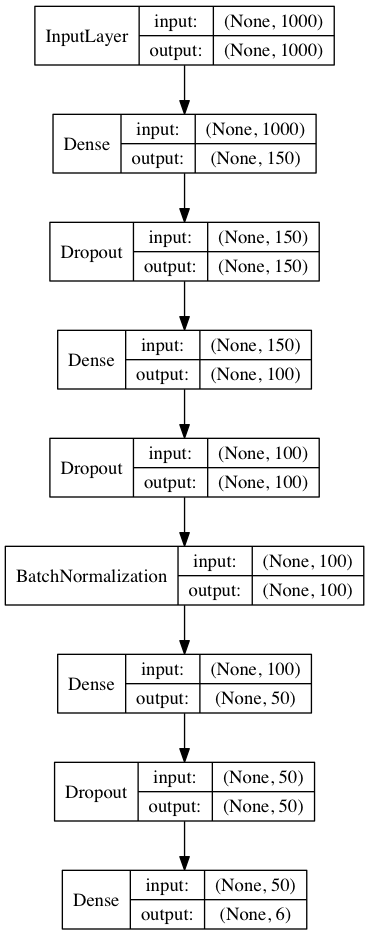 InputLayer input: (None, 1000)
output: (None, 1000)
Dense input: (None, 1000)
output: (None, 150)
Dropout input: (None, 150)
output: (None, 150)
Dense input: (None, 150)
output: (None, 100)
Dropout input: (None, 100)
output: (None, 100)
BatchNormalization input: (None, 100)
output: (None, 100)
Dense input: (None, 100)
output: (None, 50)
Dropout input: (None, 50)
output: (None, 50)
Dense input: (None, 50)
output: (None, 6)